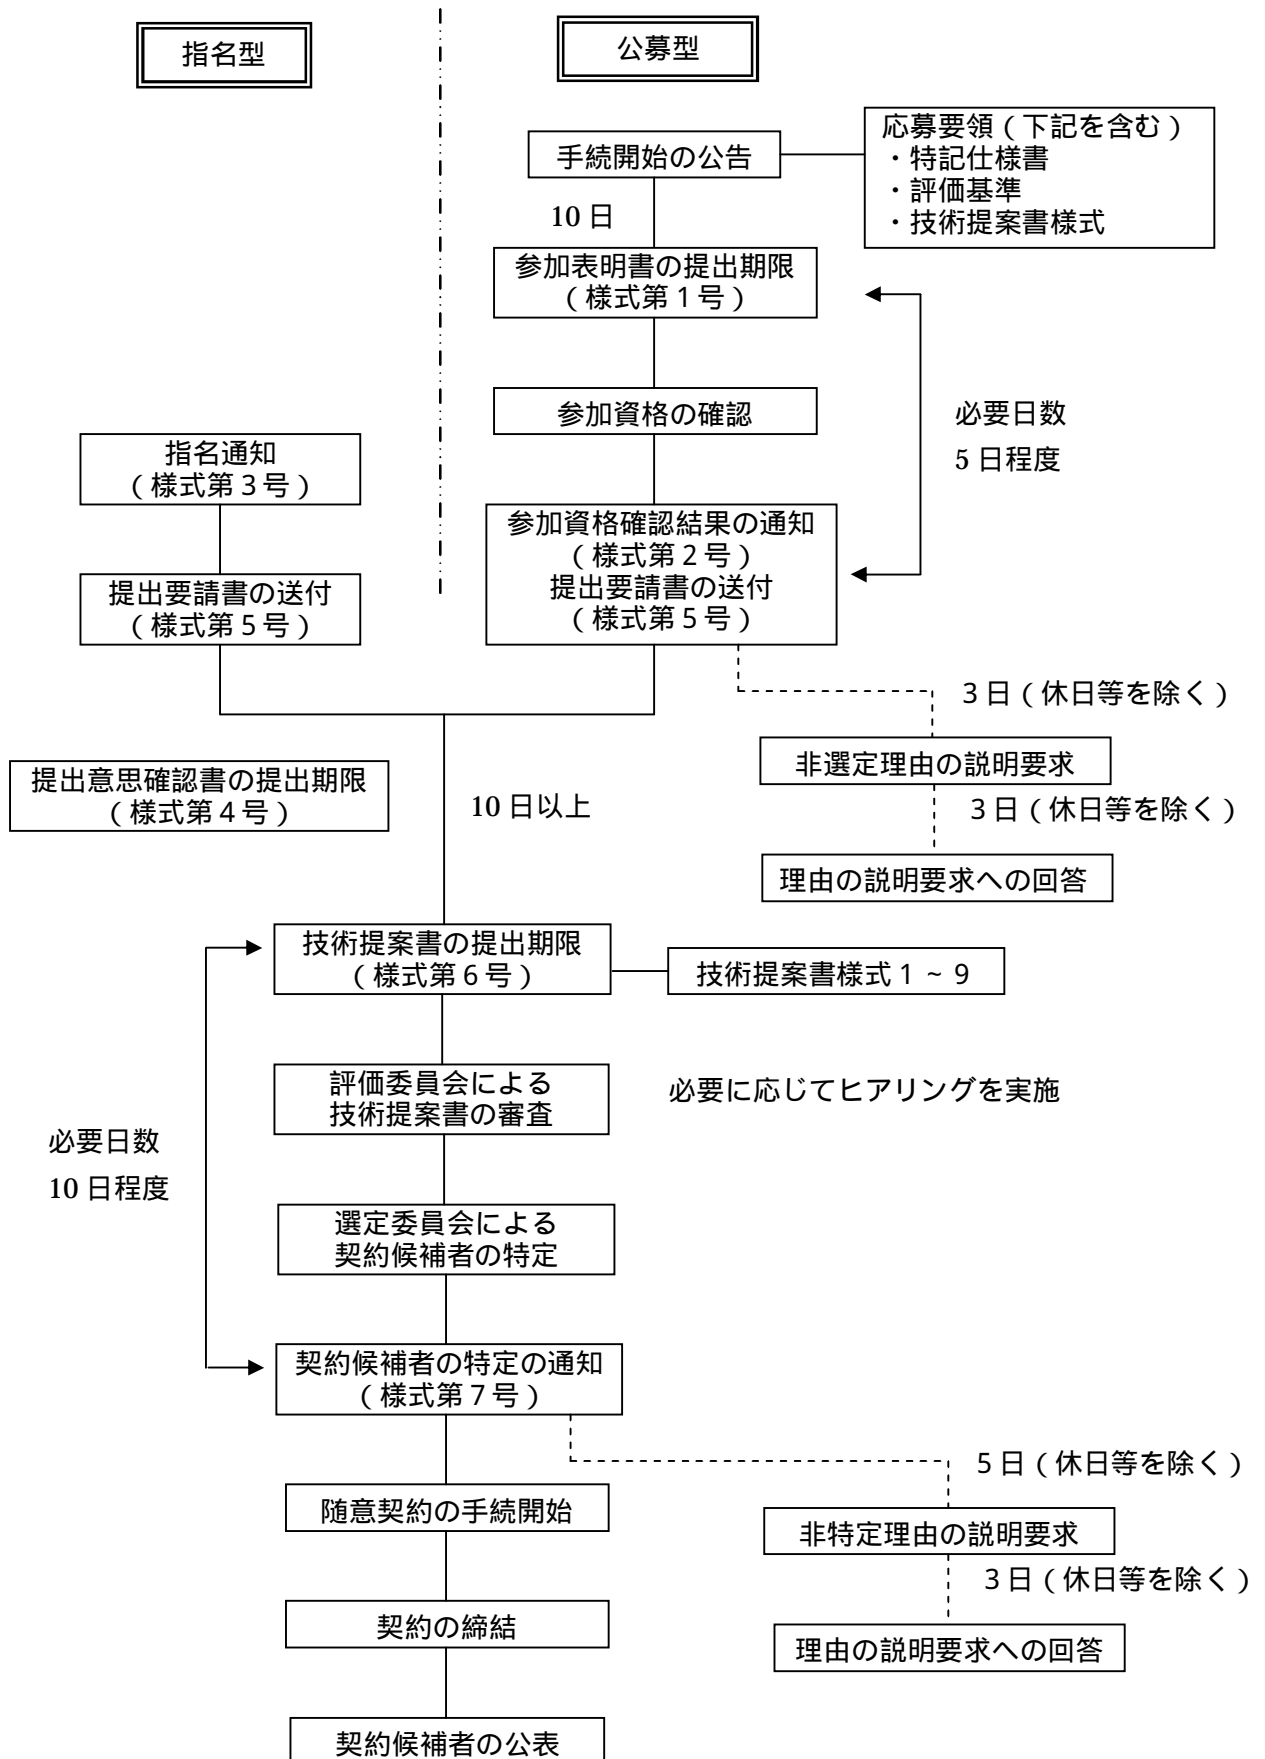 指名型
公募型
手続開始の公告
応募要領（下記を含む）
・特記仕様書
・評価基準
・技術提案書様式
10 日
参加表明書の提出期限
（様式第１号）
参加資格の確認
必要日数
5 日程度
指名通知
（様式第３号）
参加資格確認結果の通知
（様式第２号）
提出要請書の送付
（様式第５号）
提出要請書の送付
（様式第５号）
３日（休日等を除く）
非選定理由の説明要求
３日（休日等を除く）
理由の説明要求への回答
提出意思確認書の提出期限
（様式第４号）
10 日以上
技術提案書の提出期限
（様式第６号）
技術提案書様式１～９
評価委員会による
技術提案書の審査
必要に応じてヒアリングを実施
必要日数
10 日程度
選定委員会による
契約候補者の特定
契約候補者の特定の通知
（様式第７号）
５日（休日等を除く）
随意契約の手続開始
非特定理由の説明要求
３日（休日等を除く）
契約の締結
理由の説明要求への回答
契約候補者の公表